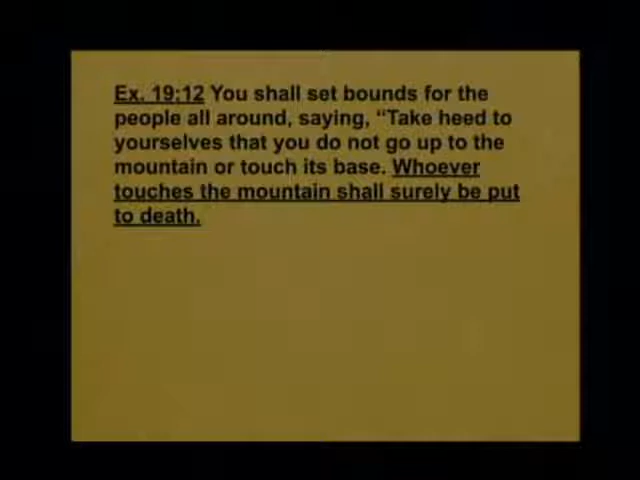 Ex. 19:12 You shall set bounds for the
people all around, saying, “Take heed to
yourselves that you do not go up to the
mountain or touch its base. Whoever
touches the mountain shall surely be put
to death.